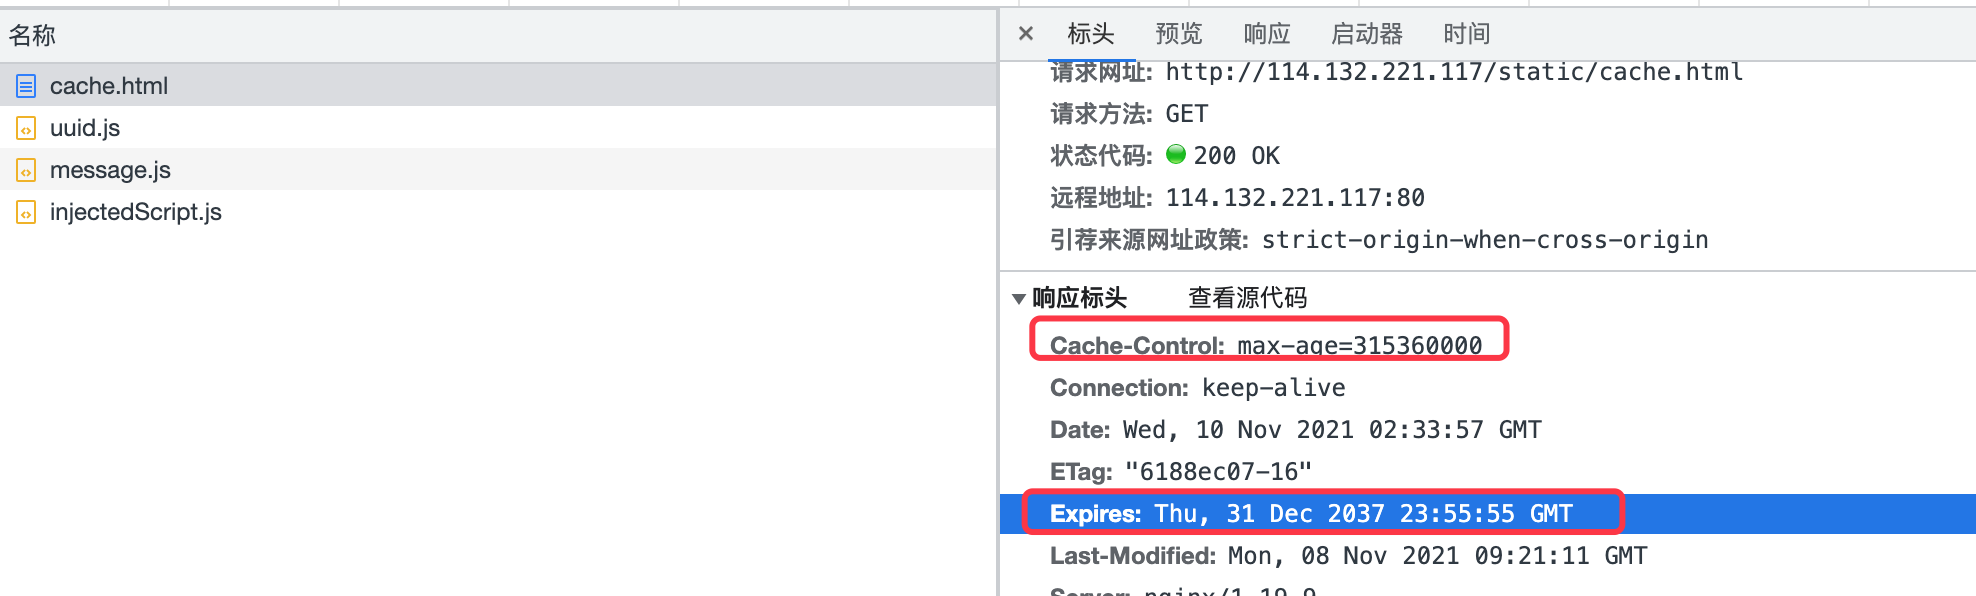 名称
cache.html
uuid.js
message.js
injectedScript.js
× 标头 预览 响应 启动器 时间
请求网址: http://114.132.221.117/static/cache.html
请求方法: GET
状态代码: 200 OK
远程地址: 114.132.221.117:80
引荐来源网址政策: strict-origin-when-cross-origin
▼ 响应标头 查看源代码
Cache-Control: max-age=315360000
Connection: keep-alive
Date: Wed, 10 Nov 2021 02:33:57 GMT
ETag: "6188ec07-16"
Expires: Thu, 31 Dec 2037 23:55:55 GMT
Last-Modified: Mon, 08 Nov 2021 09:21:11 GMT
Server: nginx/1.19.9